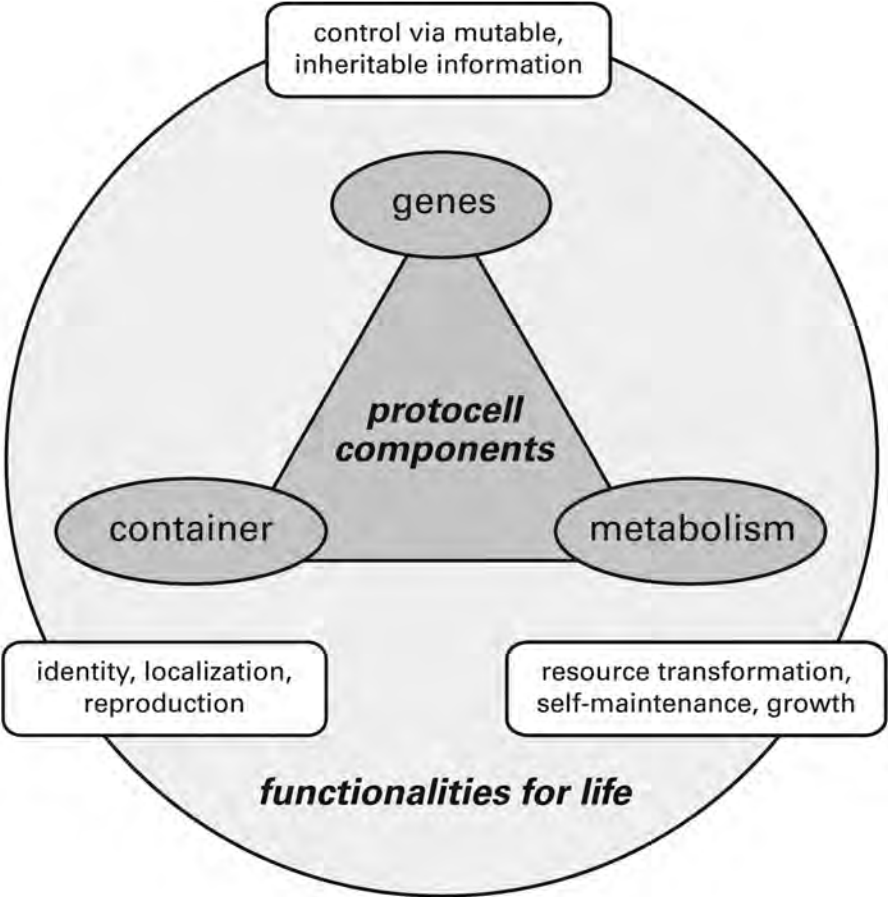 control via mutable,
inheritable information
genes
protocell
components
container
metabolism
identity, localization,
reproduction
resource transformation,
self-maintenance, growth
functionalities for life